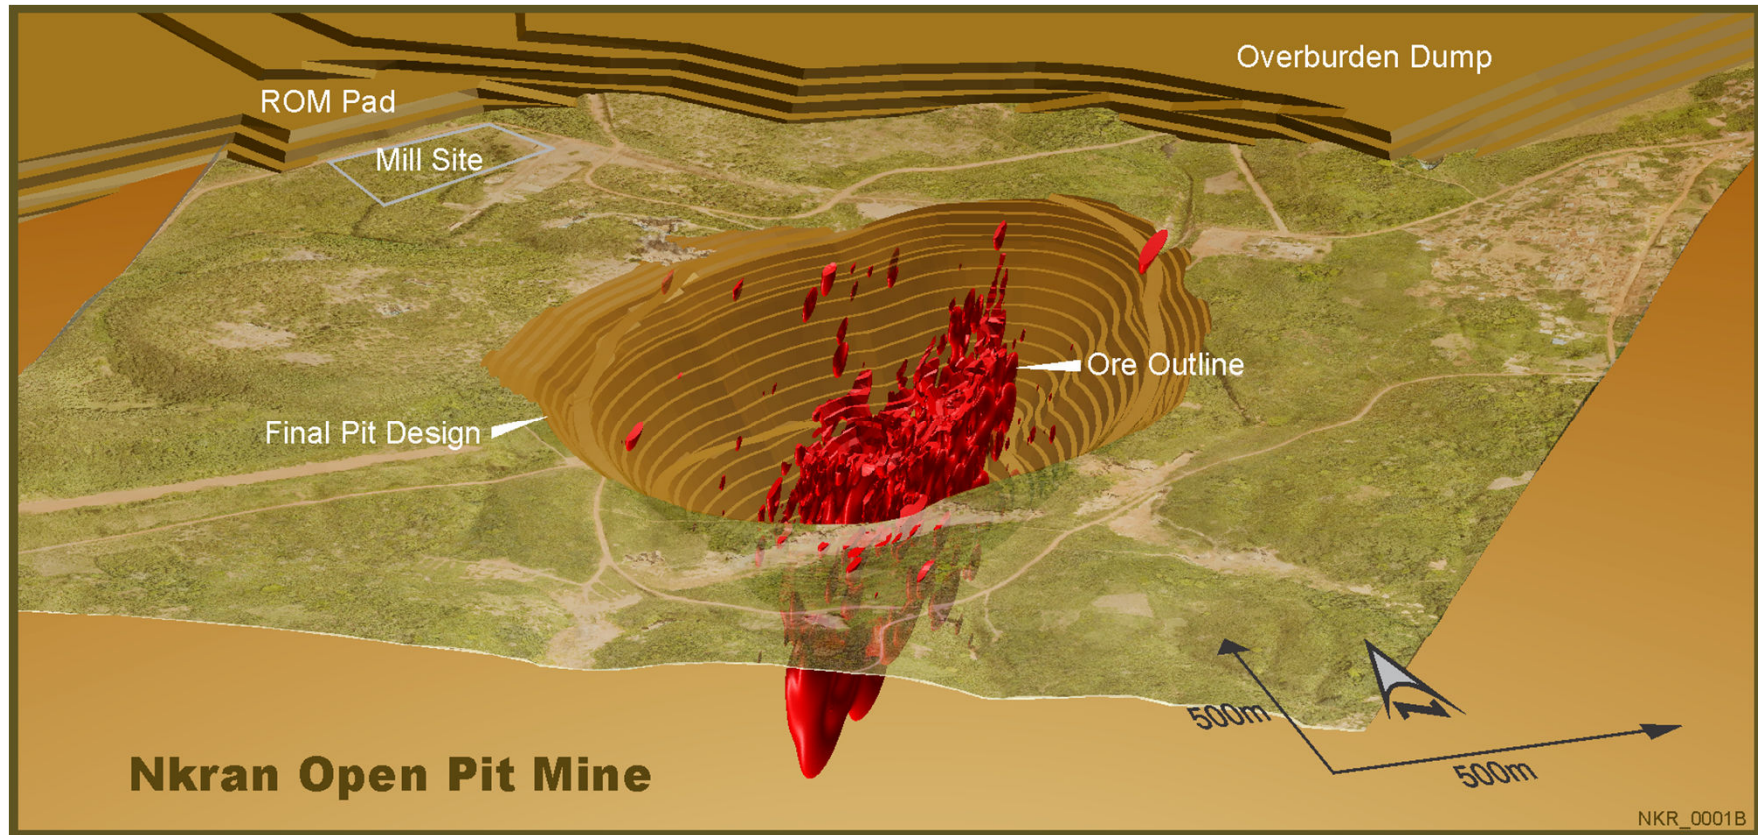 Overburden Dump
ROM Pad
Mill Site
Ore Outline
Final Pit Design
500m
N
500m
Nkran Open Pit Mine
NKR_0001B